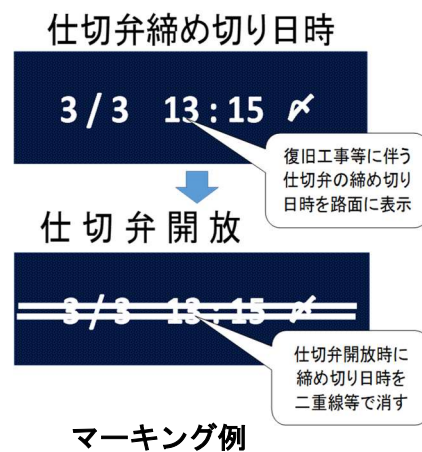 仕切弁締め切り日時
3/3 13:15 〆
復旧工事等に伴う
仕切弁の締め切り
日時を路面に表示
仕切弁開放
3/3 13:15 〆
仕切弁開放時に
締め切り日時を
二重線等で消す
マーキング例